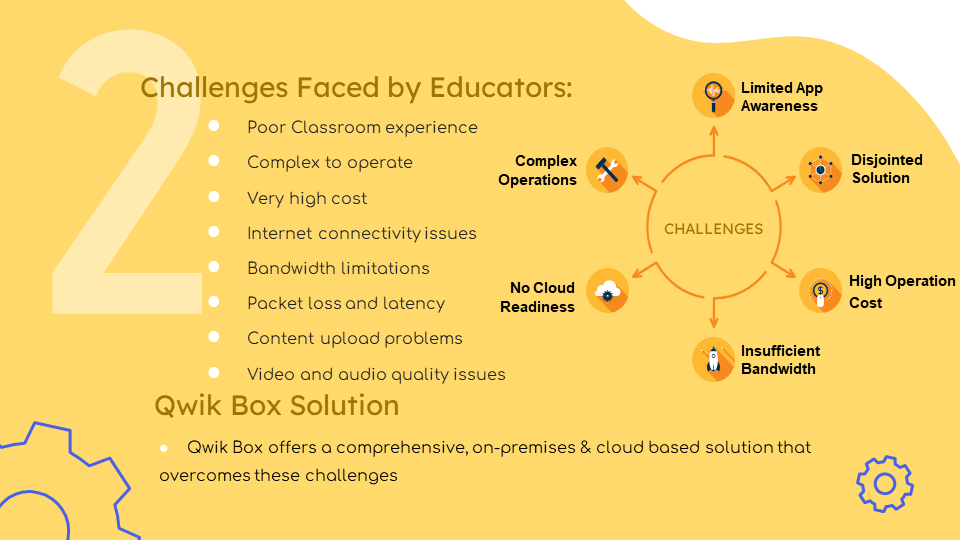 2
Challenges Faced by Educators:
Poor Classroom experience
Complex to operate
Very high cost
Internet connectivity issues
Bandwidth limitations
Packet loss and latency
Content upload problems
Video and audio quality issues
Limited App
Awareness
Disjointed
Solution
High Operation
Cost
Insufficient
Bandwidth
No Cloud
Readiness
Complex
Operations
CHALLENGES
Qwik Box Solution
Qwik Box offers a comprehensive, on-premises & cloud based solution that
overcomes these challenges